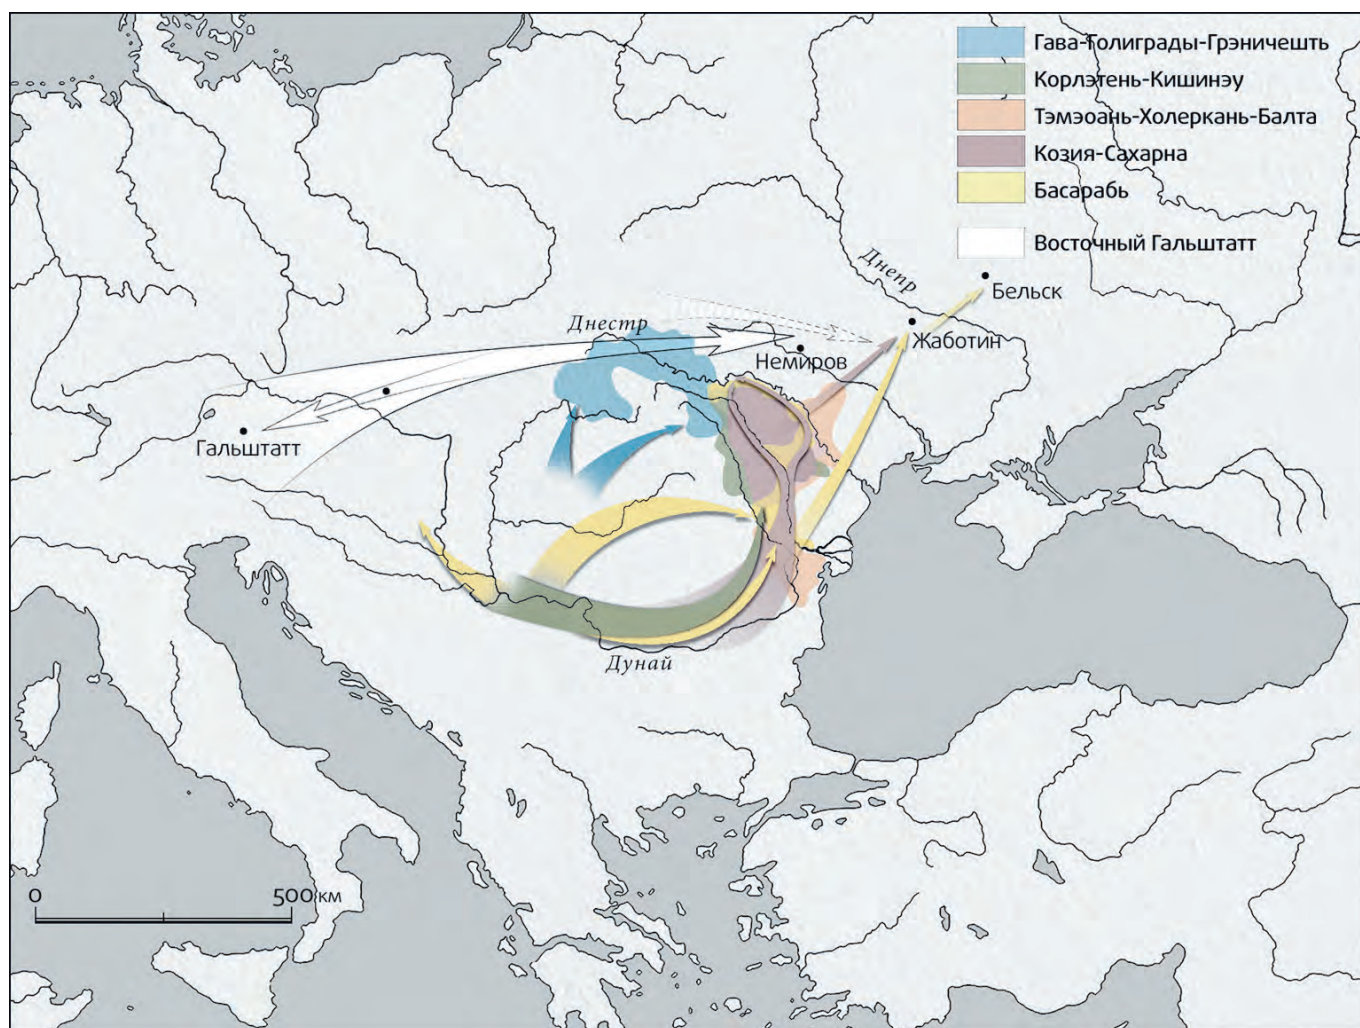 Гава-Голиграды-Грэничешть
Корлэтень-Кишинэу
Тэмэоань-Холеркань-Балта
Козия-Сахарна
Басарабь
Восточный Гальштатт
Днепр
Бельск
Днестр
Жаботин
Немиров
Гальштатт
Дунай
0 500 км